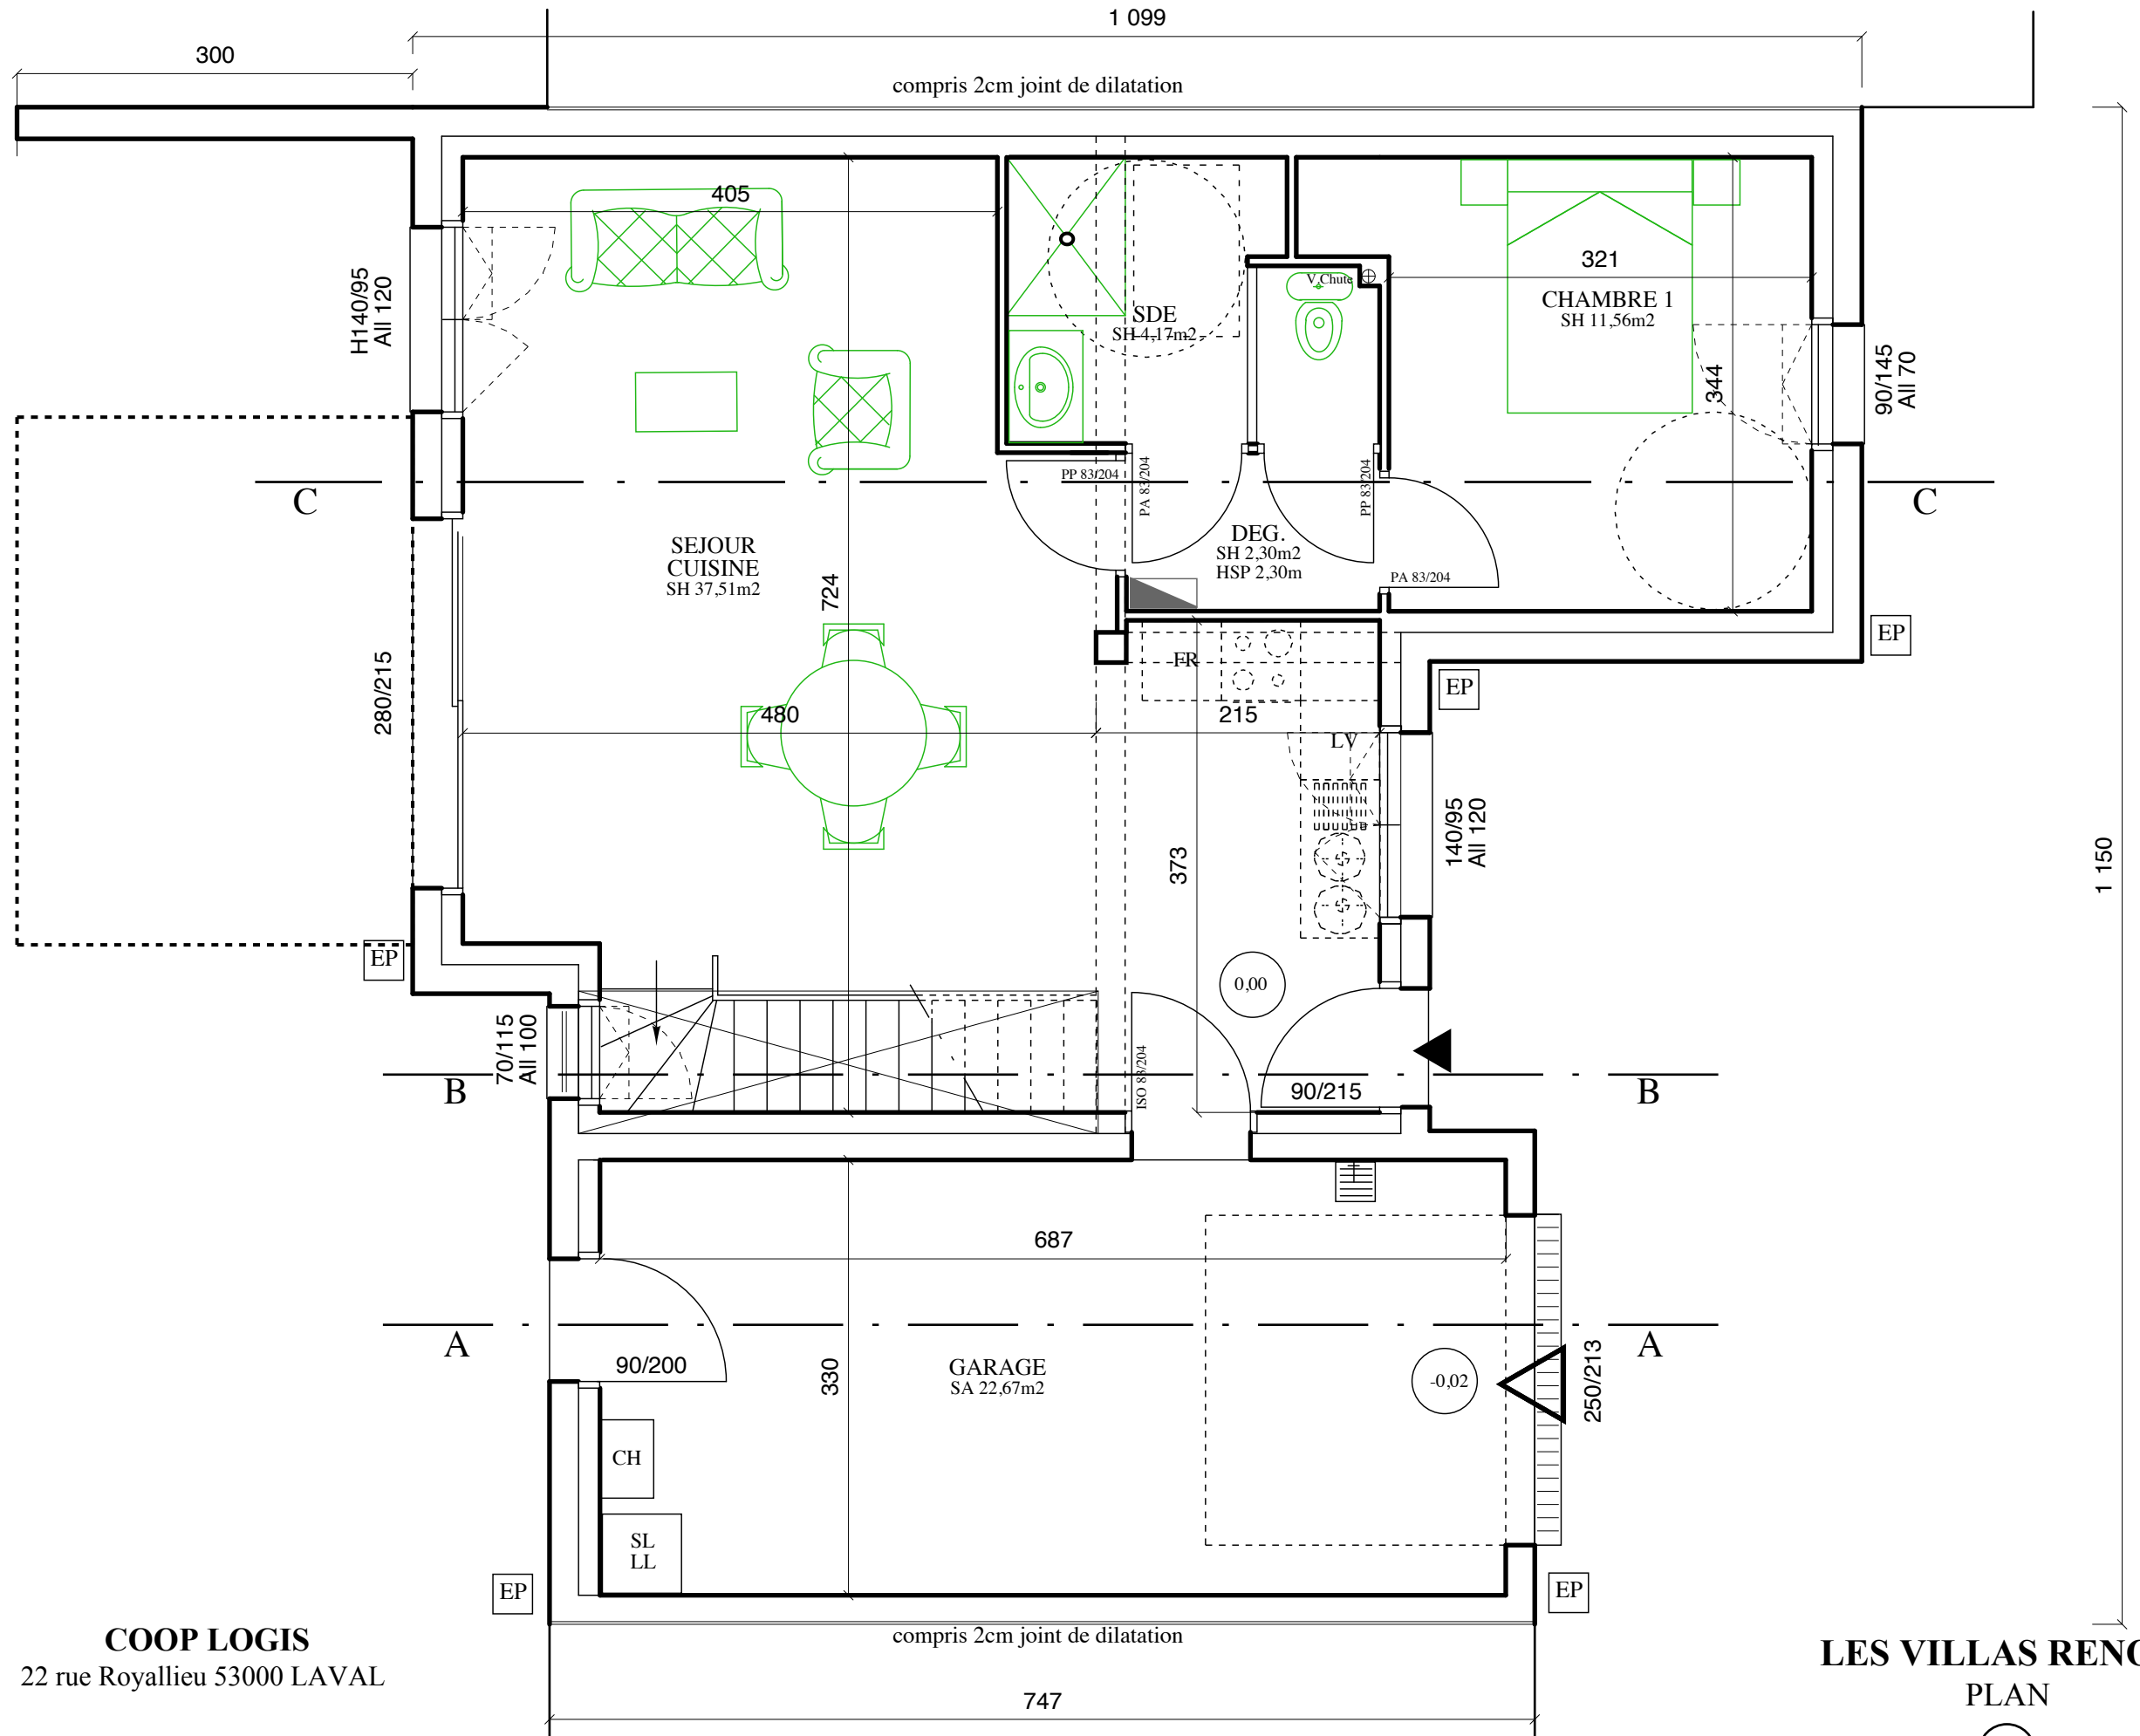 1 099
300
compris 2cm joint de dilatation
405
321
V.Chute
CHAMBRE 1
SH 11,56m2
SDE
SH 4,17m2
H140/95
All 120
344
90/145
All 70
PP 83/204
PA 83/204
PP 83/204
C
C
DEG.
SH 2,30m2
HSP 2,30m
PA 83/204
SEJOUR
CUISINE
SH 37,51m2
724
EP
FR
EP
280/215
480
215
LV
140/95
All 120
373
1 150
EP
0,00
70/115
All 100
ISO 83/204
B
90/215
B
687
A
A
90/200
330
GARAGE
SA 22,67m2
-0,02
250/213
CH
SL
LL
EP
EP
compris 2cm joint de dilatation
COOP LOGIS
22 rue Royallieu 53000 LAVAL
LES VILLAS
PLAN
747